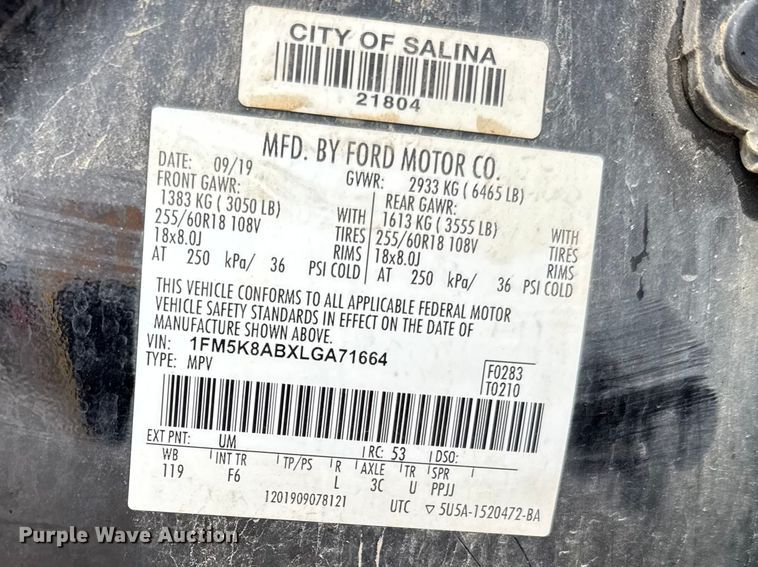 CITY OF SALINA
21804
MFD. BY FORD MOTOR CO.
DATE: 09/19 GVWR: 2933 KG ( 6465 LB)
FRONT GAWR: REAR GAWR:
1383 KG ( 3050 LB) WITH 1613 KG ( 3555 LB) WITH
255/60R18 108V TIRES 255/60R18 108V TIRES
18x8.0J RIMS 18x8.0J RIMS
AT 250 kPa/ 36 PSI COLD AT 250 kPa/ 36 PSI COLD
THIS VEHICLE CONFORMS TO ALL APPLICABLE FEDERAL MOTOR
VEHICLE SAFETY STANDARDS IN EFFECT ON THE DATE OF
MANUFACTURE SHOWN ABOVE.
VIN: 1FM5K8ABXLGA71664
TYPE: MPV
F0283
T0210
EXT PNT: UM RC: 53 DSO:
WB INT TR TP/PS R AXLE TR SPR
119 F6 L 3C U PPJJ
1201909078121 UTC ▽ 5U5A-1520472-BA
Purple Wave Auction